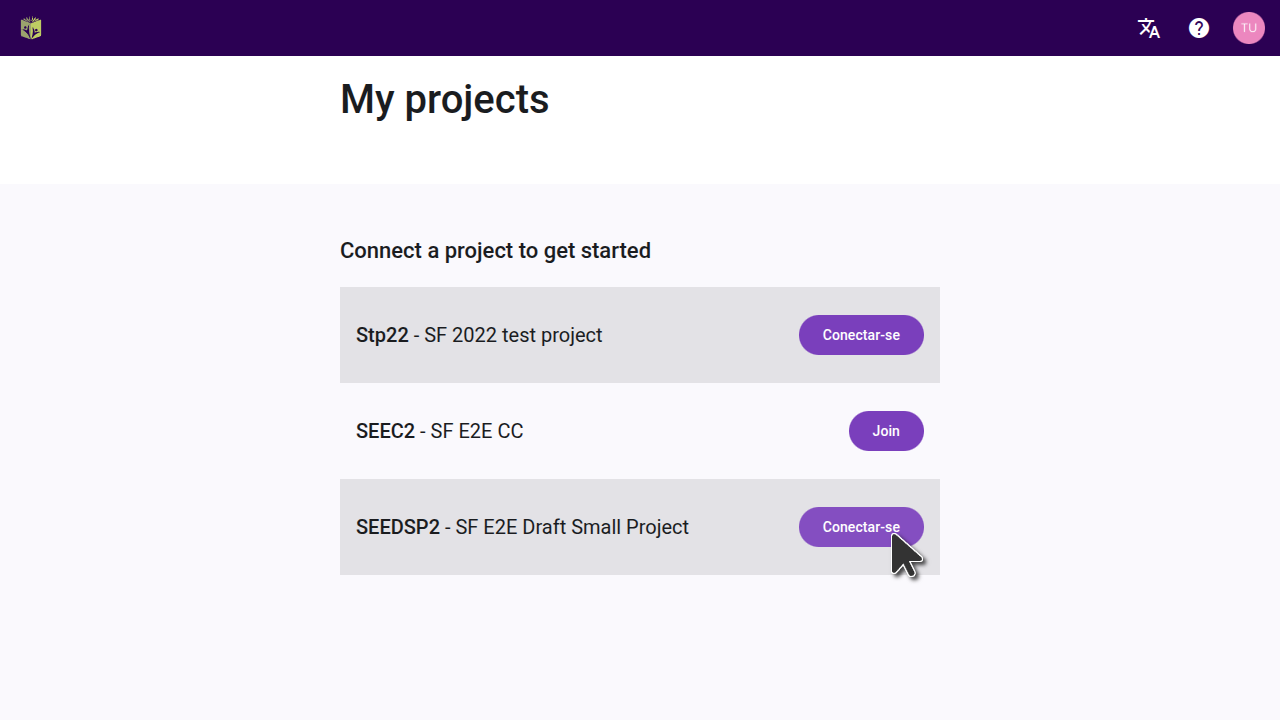 TU
My projects
Connect a project to get started
Stp22 - SF 2022 test project
Conectar-se
SEEC2 - SF E2E CC
Join
SEEDSP2 - SF E2E Draft Small Project
Conectar-se